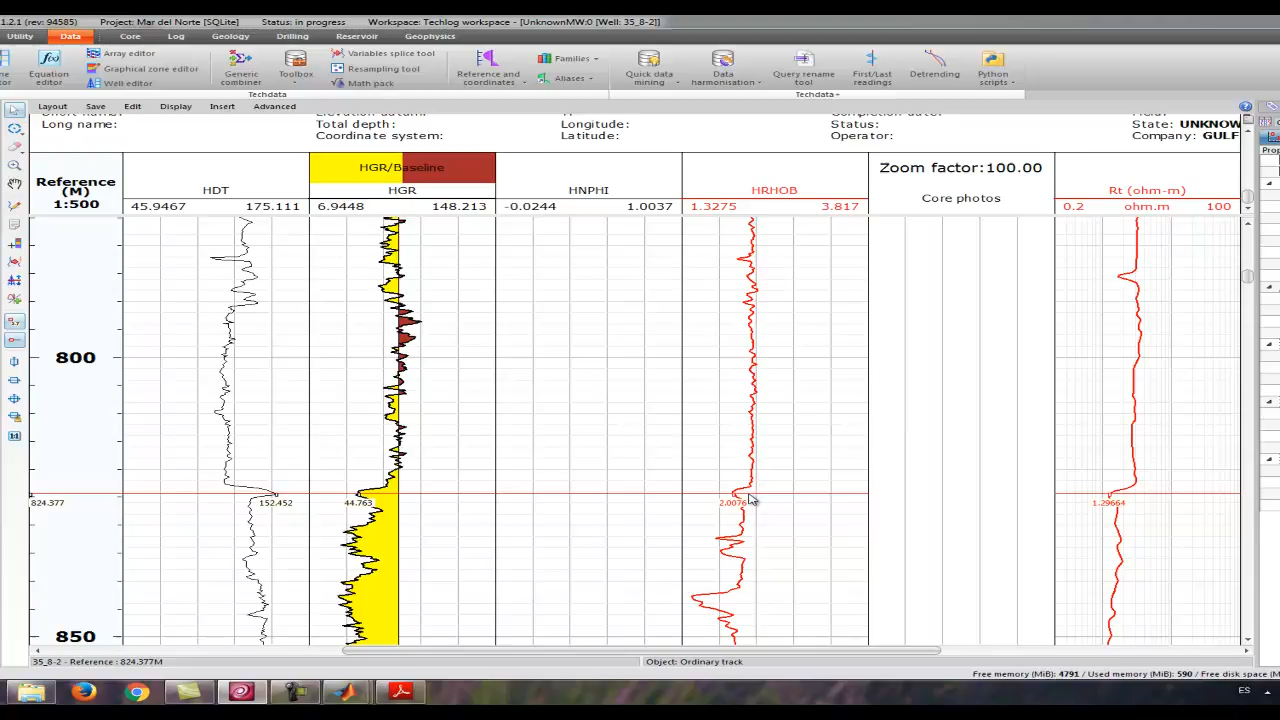 1.2.1 (rev: 94585) Project: Mar del Norte [SQLite] Status: in progress Workspace: Techlog workspace - [UnknownMW:0 [Well: 35_8-2]]
Utility Data Core Log Geology Drilling Reservoir Geophysics
Equation editor
Array editor
Graphical zone editor
Well editor
Generic combiner
Toolbox
Variables splice tool
Resampling tool
Math pack
Reference and coordinates
Families
Aliases
Quick data mining
Data harmonisation
Query rename tool
First/Last readings
Detrending
Python scripts
Techdata Techdata
Layout Save Edit Display Insert Advanced
Long name: Total depth: Longitude: Status: State: UNKNOW
Coordinate system: Latitude: Operator: Company: GULF
Prop
HGR/Baseline
Zoom factor:100.00
Reference (M)
1:500
HDT HGR HNPHI HRHOB Core photos Rt (ohm-m)
45.9467 175.111 6.9448 148.213 -0.0244 1.0037 1.3275 3.817 0.2 ohm.m 100
800
824.377 152.452 44.763 2.0076 1.29664
850
35_8-2 - Reference : 824.377M Object: Ordinary track
Free memory (MiB): 4791 / Used memory (MiB): 590 / Free disk space (M
ES